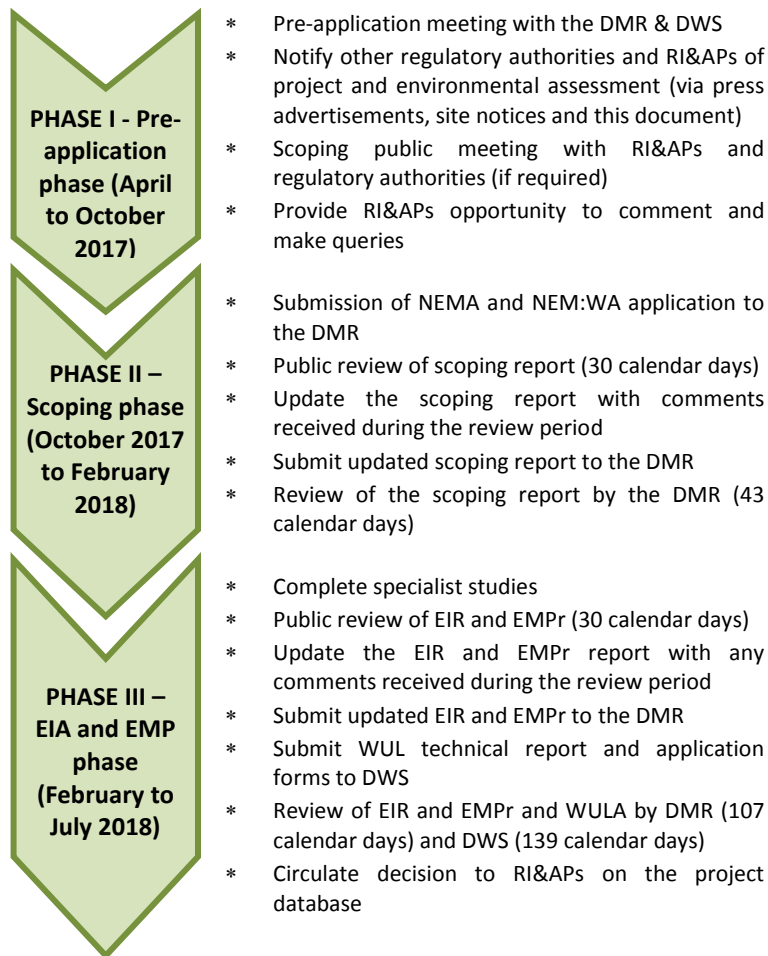 PHASE I - Pre-
application
phase (April
to October
2017)
* Pre-application meeting with the DMR & DWS
* Notify other regulatory authorities and RI&APs of
project and environmental assessment (via press
advertisements, site notices and this document)
* Scoping public meeting with RI&APs and
regulatory authorities (if required)
* Provide RI&APs opportunity to comment and
make queries
PHASE II –
Scoping phase
(October 2017
to February
2018)
* Submission of NEMA and NEM:WA application to
the DMR
* Public review of scoping report (30 calendar days)
* Update the scoping report with comments
received during the review period
* Submit updated scoping report to the DMR
* Review of the scoping report by the DMR (43
calendar days)
PHASE III –
EIA and EMP
phase
(February to
July 2018)
* Complete specialist studies
* Public review of EIR and EMPr (30 calendar days)
* Update the EIR and EMPr report with any
comments received during the review period
* Submit updated EIR and EMPr to the DMR
* Submit WUL technical report and application
forms to DWS
* Review of EIR and EMPr and WULA by DMR (107
calendar days) and DWS (139 calendar days)
* Circulate decision to RI&APs on the project
database